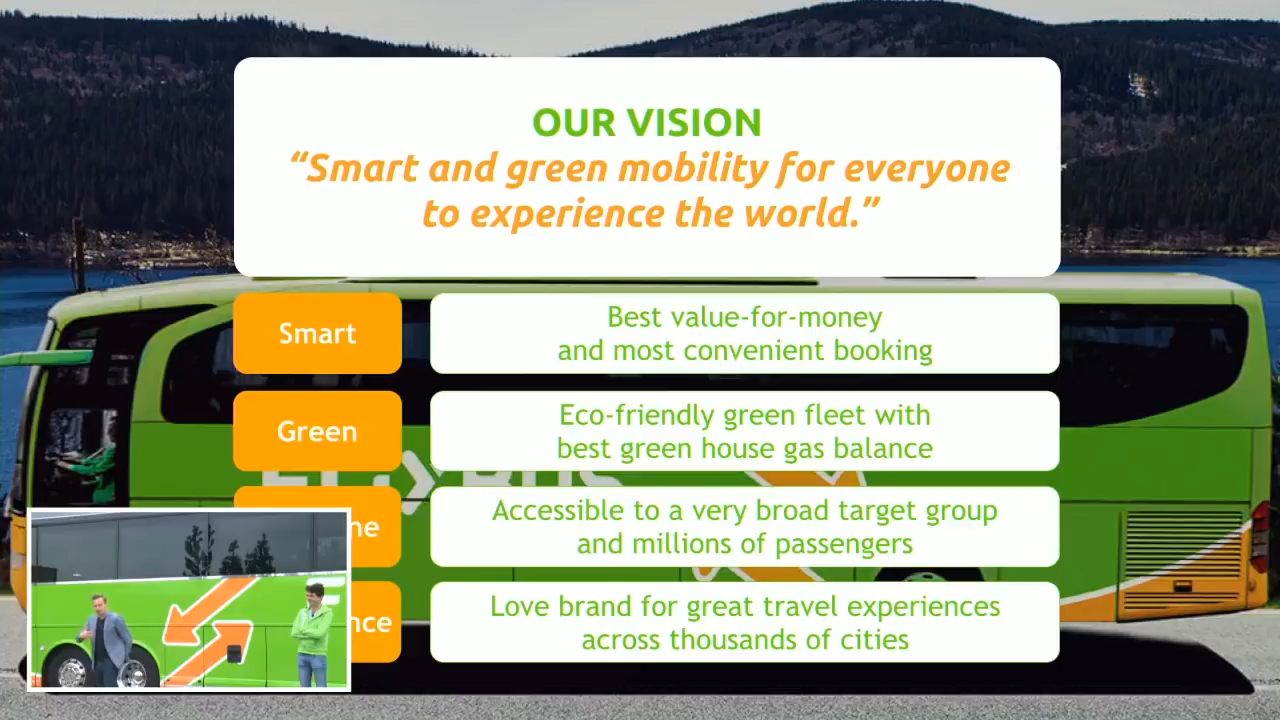 OUR VISION
“Smart and green mobility for everyone
to experience the world.”
Smart
Best value-for-money
and most convenient booking
Green
Eco-friendly green fleet with
best green house gas balance
Accessible to a very broad target group
and millions of passengers
Love brand for great travel experiences
across thousands of cities